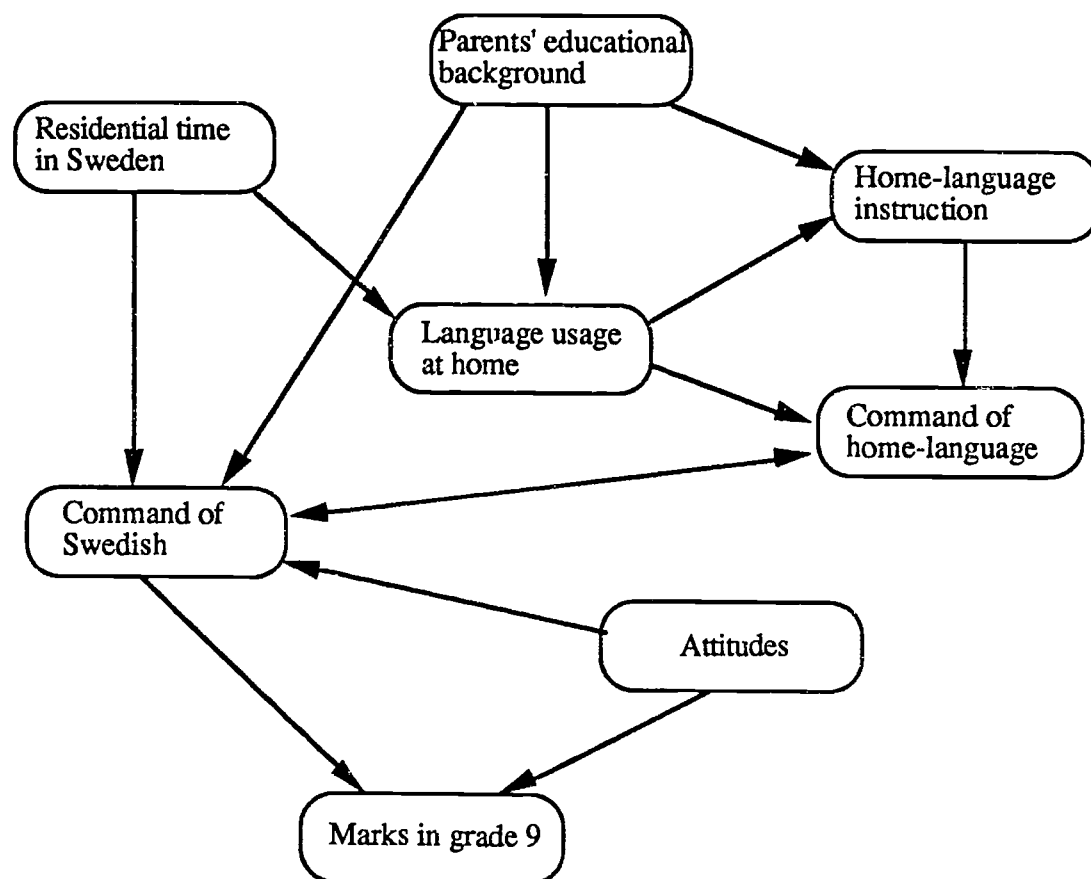 Parents' educational
background
Residential time
in Sweden
Home-language
instruction
Language usage
at home
Command of
home-language
Command of
Swedish
Attitudes
Marks in grade 9